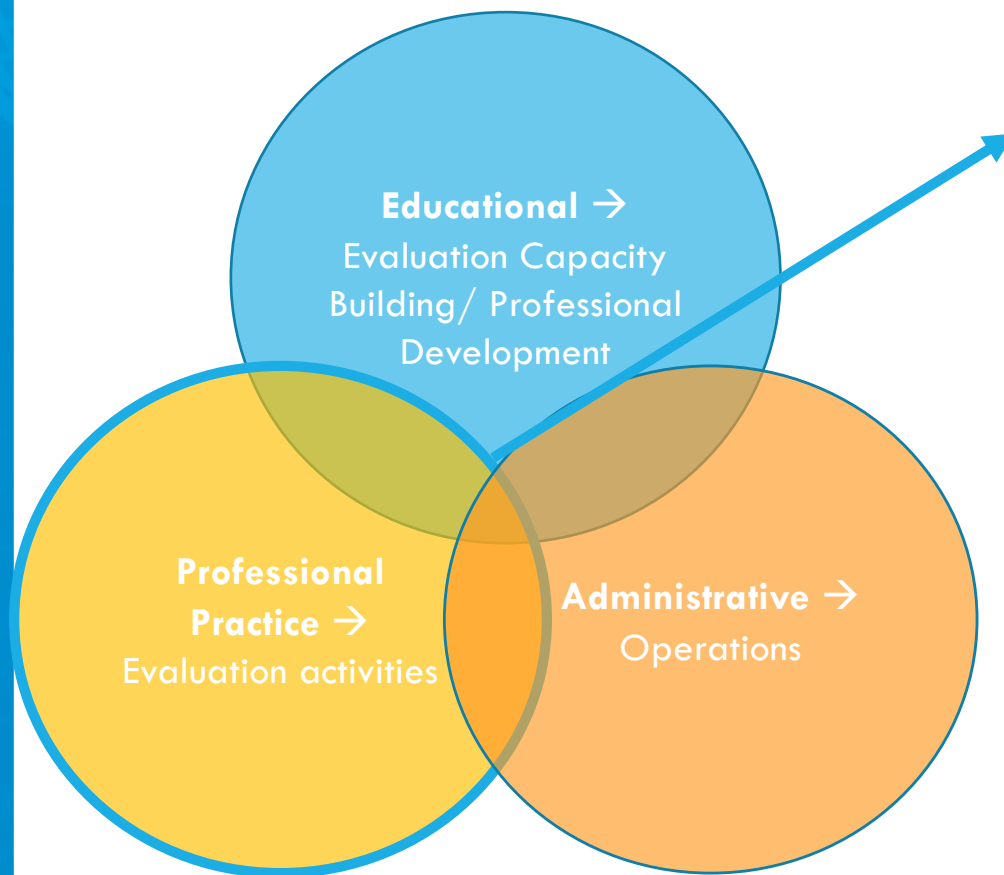 Educational →
Evaluation Capacity
Building/ Professional
Development
Professional
Practice →
Evaluation activities
Administrative →
Operations